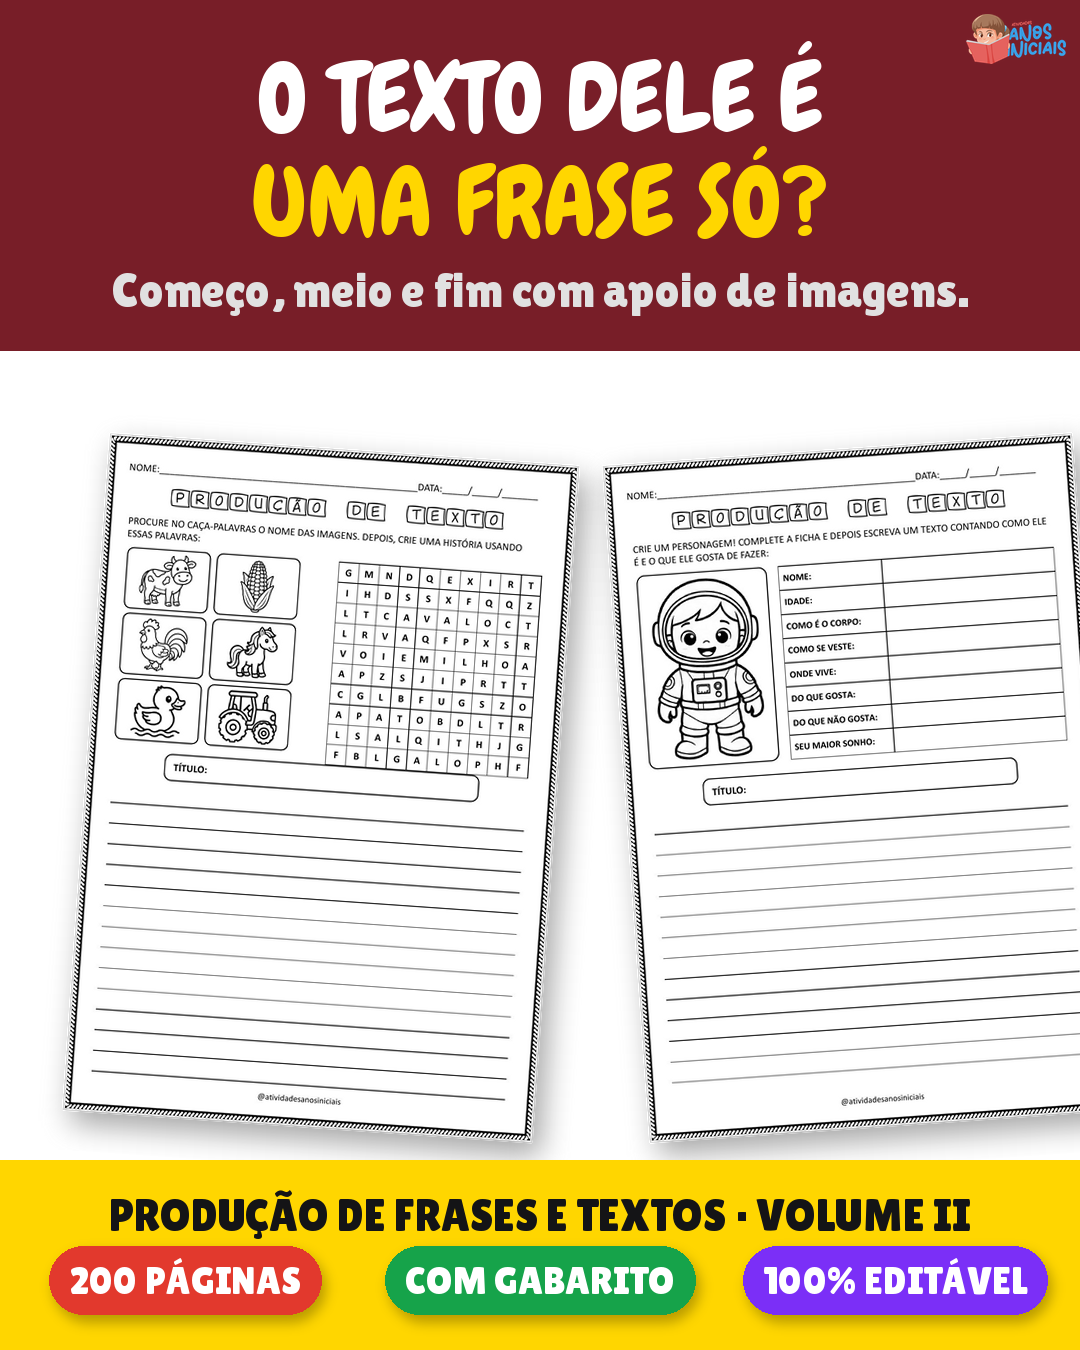 ATIVIDADES
ANOS
INICIAIS
O TEXTO DELE É
UMA FRASE SÓ?
Começo, meio e fim com apoio de imagens.
NOME:
DATA: / /
PRODUÇÃO DE TEXTO
PROCURE NO CAÇA-PALAVRAS O NOME DAS IMAGENS. DEPOIS, CRIE UMA HISTÓRIA USANDO
ESSAS PALAVRAS:
G M N D Q E X I R T
I H D S S X F Q Q Z
L T C A V A L O C T
L R V A Q F P X S R
V O I E M I L H O A
A P Z S J I P R T T
C G L B F U G S Z O
A P A T O B D L T R
L S A L Q I T H J G
F B L G A L O P H F
TÍTULO:
@atividadesanosiniciais
NOME:
DATA: / /
PRODUÇÃO DE TEXTO
CRIE UM PERSONAGEM! COMPLETE A FICHA E DEPOIS ESCREVA UM TEXTO CONTANDO COMO ELE
É E O QUE ELE GOSTA DE FAZER:
NOME:
IDADE:
COMO É O CORPO:
COMO SE VESTE:
ONDE VIVE:
DO QUE GOSTA:
DO QUE NÃO GOSTA:
SEU MAIOR SONHO:
TÍTULO:
@atividadesanosiniciais
PRODUÇÃO DE FRASES E TEXTOS · VOLUME II
200 PÁGINAS
COM GABARITO
100% EDITÁVEL